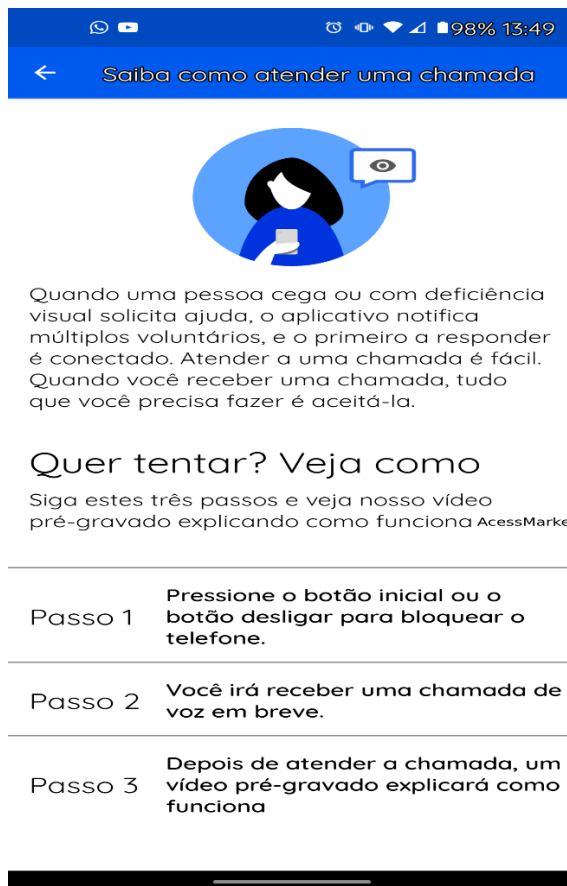 98% 13:49
Saiba como atender uma chamada
Quando uma pessoa cega ou com deficiência
visual solicita ajuda, o aplicativo notifica
múltiplos voluntários, e o primeiro a responder
é conectado. Atender a uma chamada é fácil.
Quando você receber uma chamada, tudo
que você precisa fazer é aceitá-la.
Quer tentar? Veja como
Siga estes três passos e veja nosso vídeo
pré-gravado explicando como funciona AcessMarke
Passo 1
Pressione o botão inicial ou o
botão desligar para bloquear o
telefone.
Passo 2
Você irá receber uma chamada de
voz em breve.
Passo 3
Depois de atender a chamada, um
vídeo pré-gravado explicará como
funciona